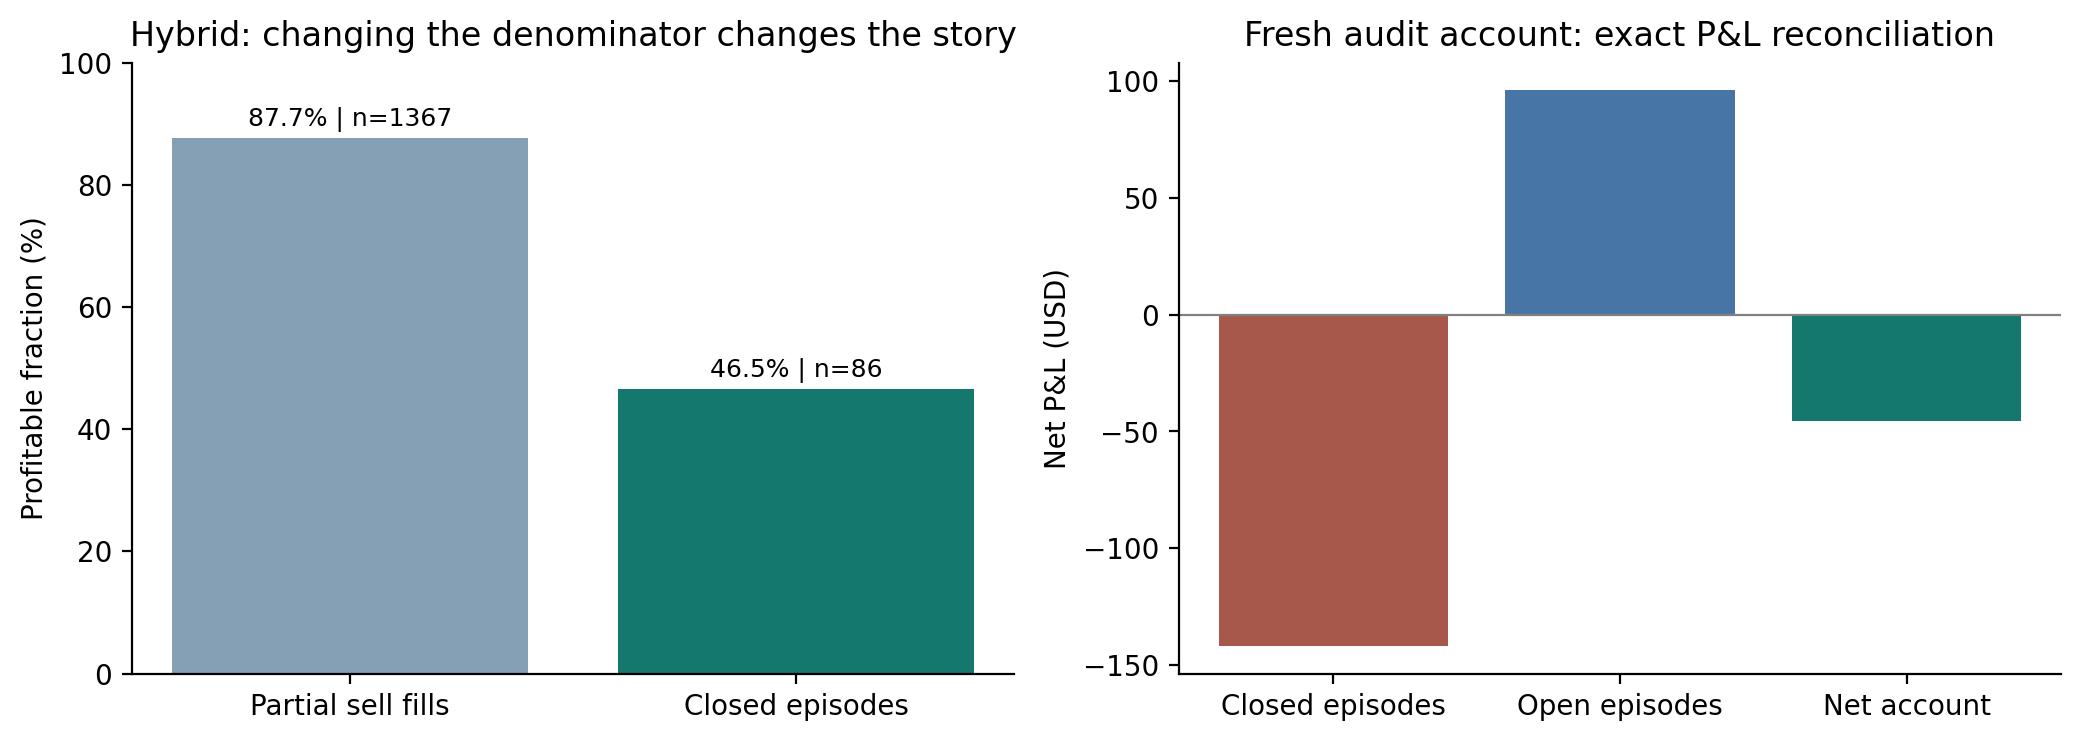 Hybrid: changing the denominator changes the story
Profitable fraction (%)
100
80
60
40
20
0
87.7% | n=1367
46.5% | n=86
Partial sell fills
Closed episodes
Fresh audit account: exact P&L reconciliation
Net P&L (USD)
100
50
0
−50
−100
−150
Closed episodes
Open episodes
Net account